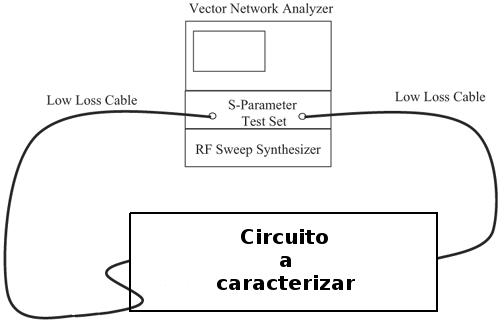 Vector Network Analyzer
Low Loss Cable
Low Loss Cable
S-Parameter
Test Set
RF Sweep Synthesizer
Circuito
a
caracterizar